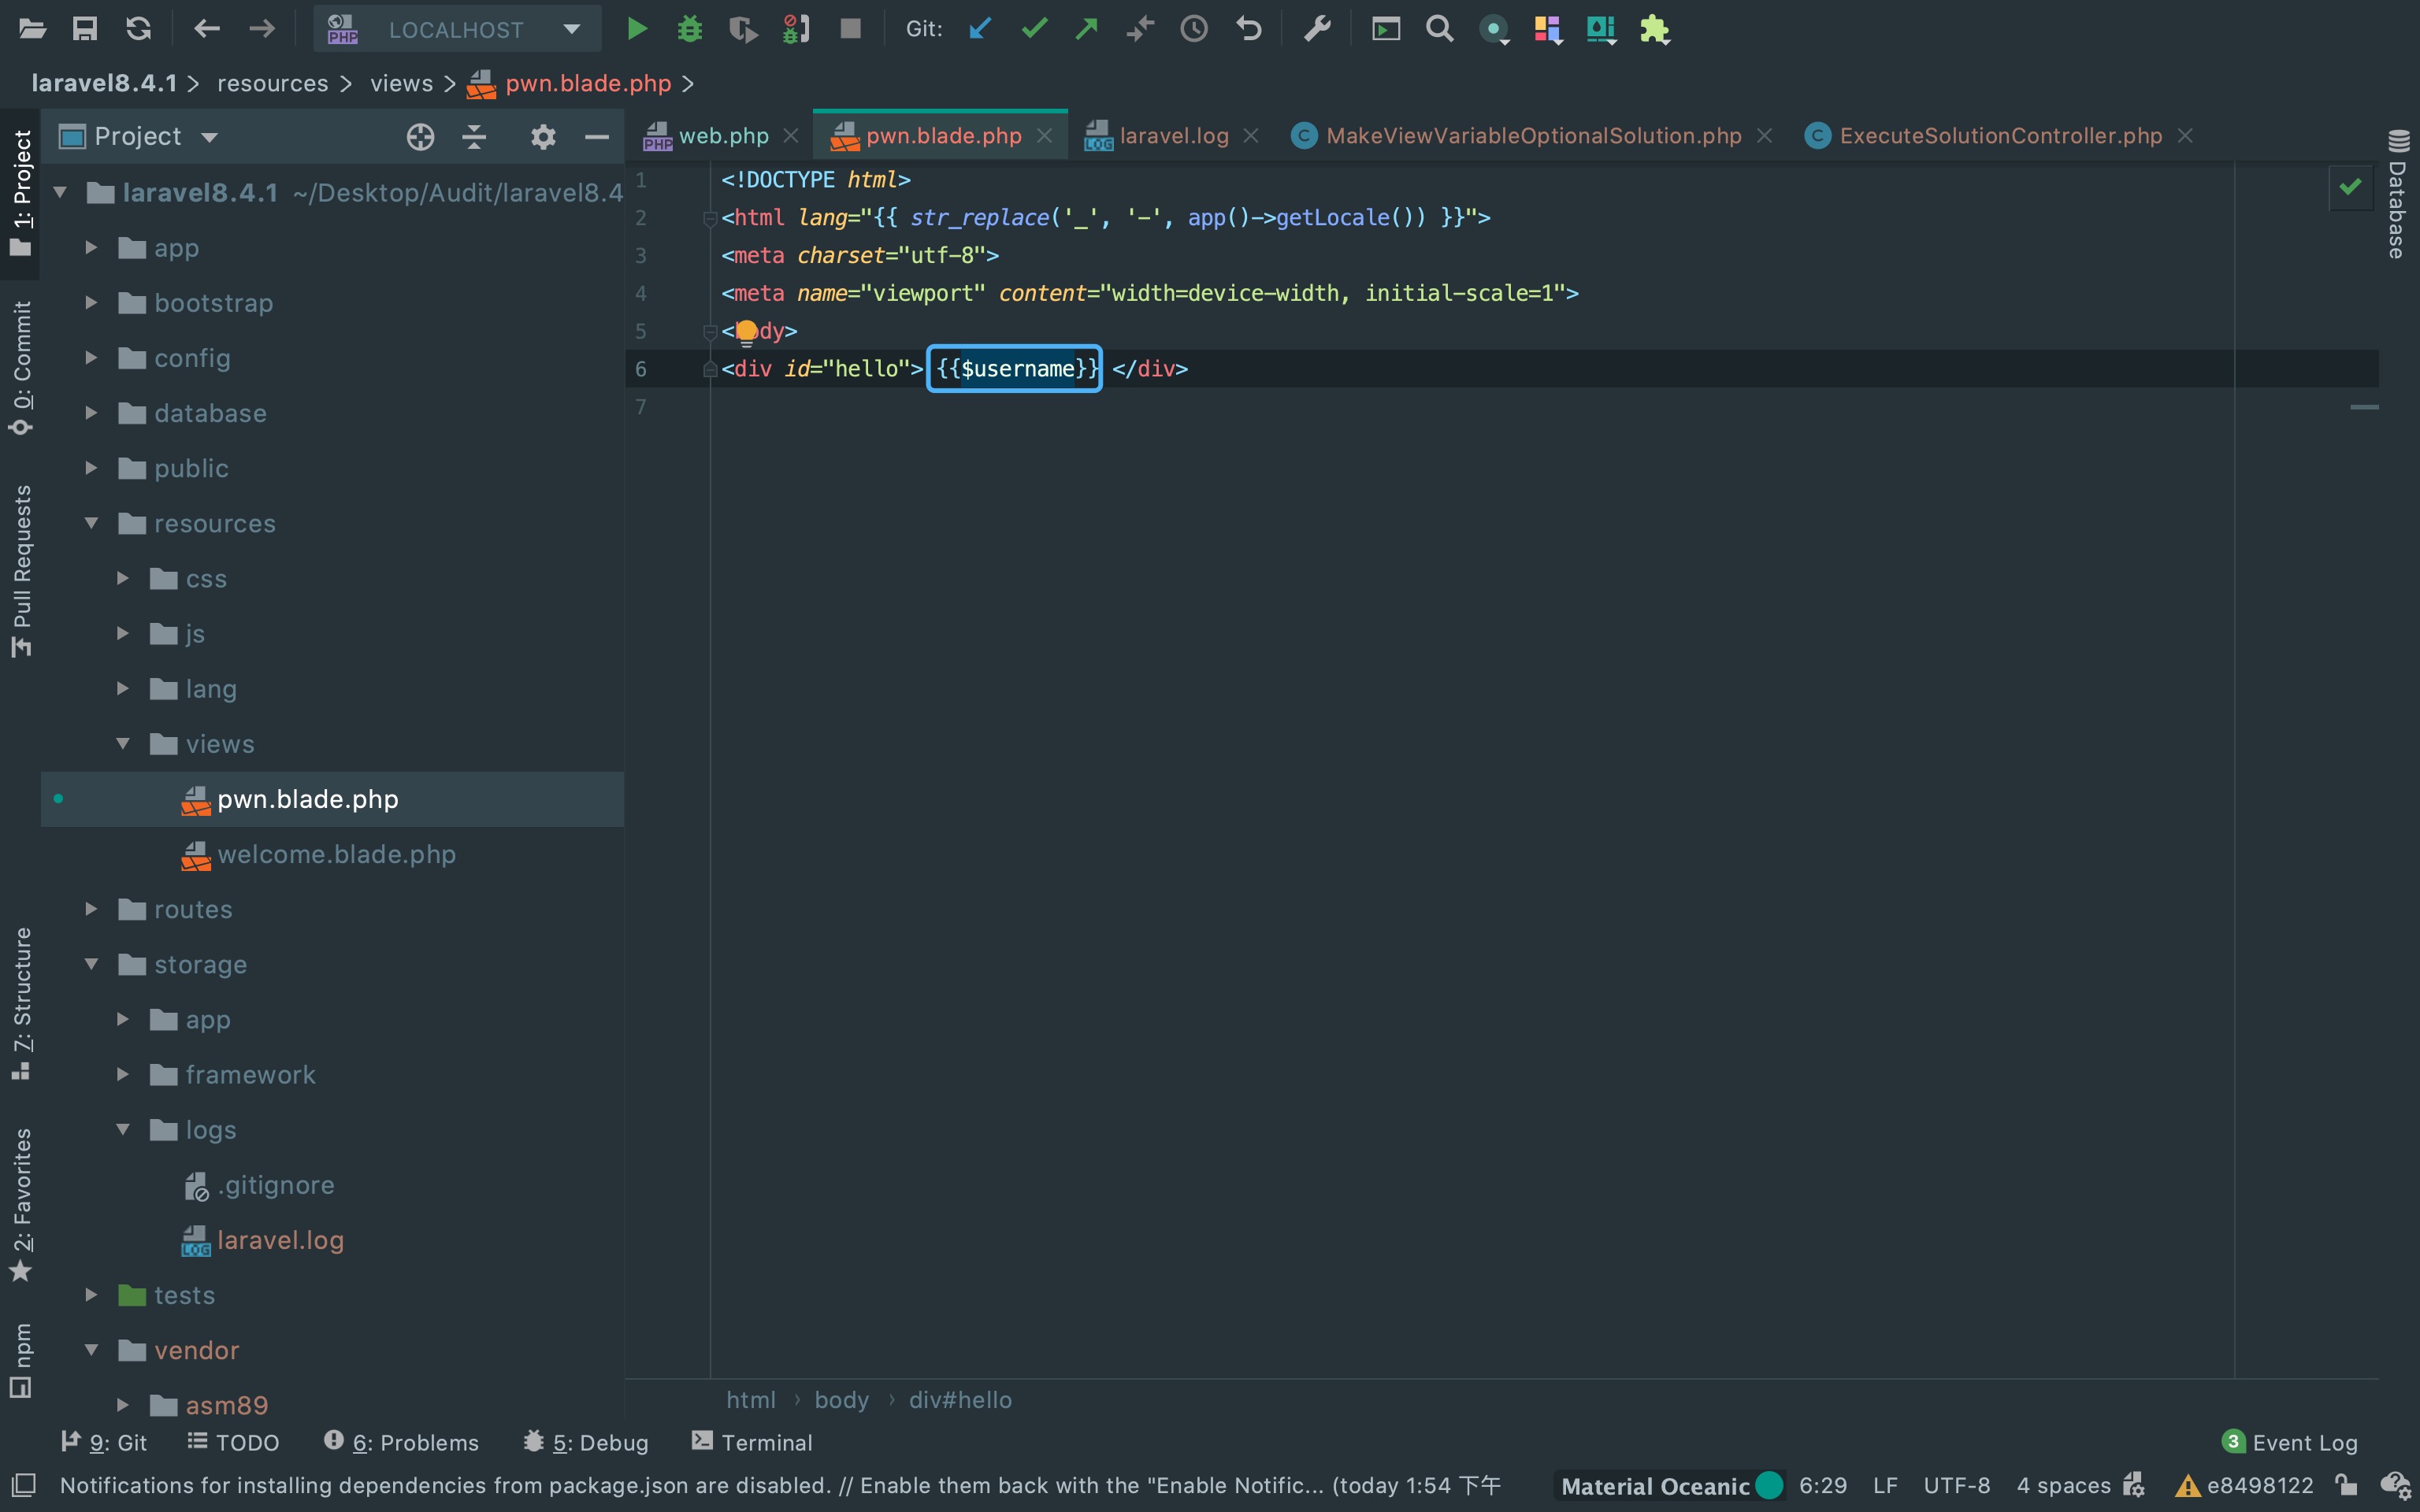 LOCALHOST
Git:
laravel8.4.1 > resources > views > pwn.blade.php >
Project
web.php
pwn.blade.php
laravel.log
MakeViewVariableOptionalSolution.php
ExecuteSolutionController.php
1: Project
0: Commit
Pull Requests
7: Structure
2: Favorites
npm
Database
laravel8.4.1 ~/Desktop/Audit/laravel8.4
app
bootstrap
config
database
public
resources
css
js
lang
views
pwn.blade.php
welcome.blade.php
routes
storage
app
framework
logs
.gitignore
laravel.log
tests
vendor
asm89
1 <!DOCTYPE html>
2 <html lang="{{ str_replace('_', '-', app()->getLocale()) }}">
3 <meta charset="utf-8">
4 <meta name="viewport" content="width=device-width, initial-scale=1">
5 <body>
6 <div id="hello"> {{$username}} </div>
7
html › body › div#hello
9: Git
TODO
6: Problems
5: Debug
Terminal
3 Event Log
Notifications for installing dependencies from package.json are disabled. // Enable them back with the "Enable Notific... (today 1:54 下午
Material Oceanic
6:29
LF
UTF-8
4 spaces
e8498122